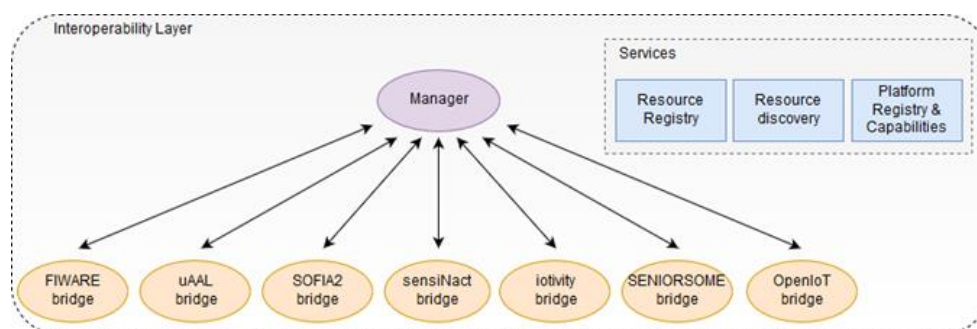 Interoperability Layer
Services
Manager
Resource
Registry
Resource
discovery
Platform
Registry &
Capabilities
FIWARE
bridge
uAAL
bridge
SOFIA2
bridge
sensiNact
bridge
iotivity
bridge
SENIORSOME
bridge
OpenIoT
bridge